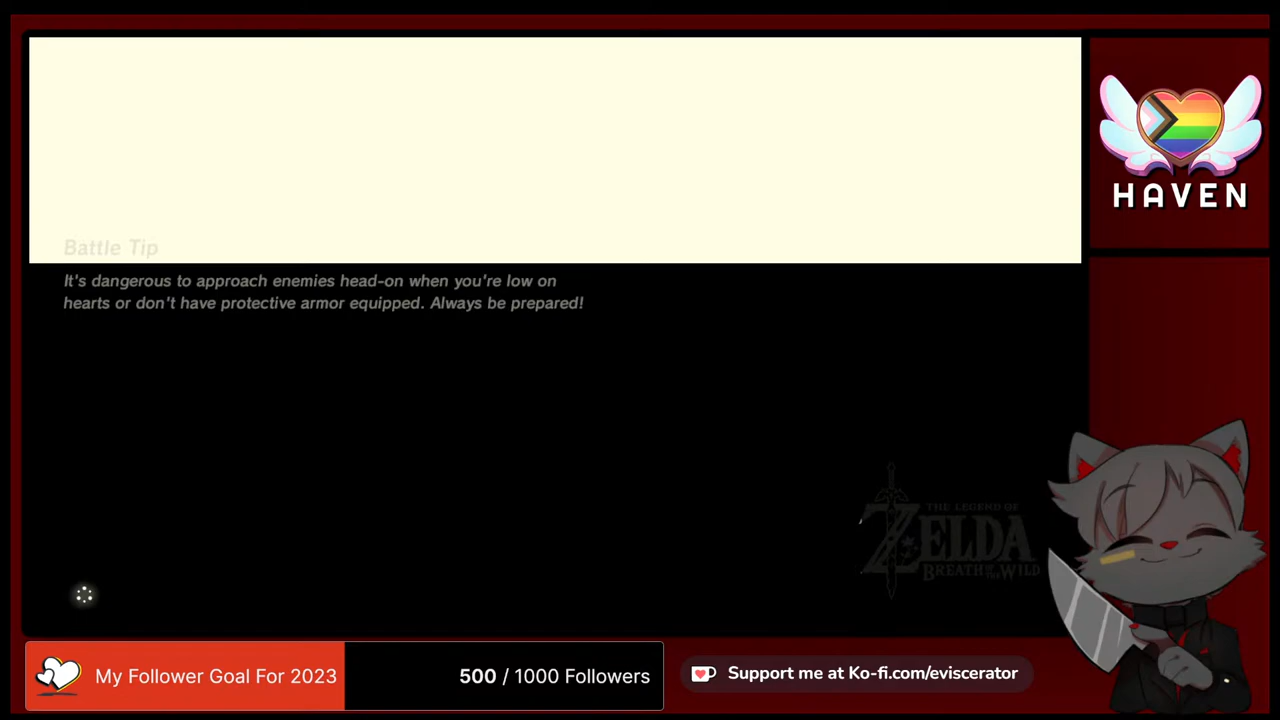 HAVEN
Battle Tip
It's dangerous to approach enemies head-on when you're low on
hearts or don't have protective armor equipped. Always be prepared!
THE LEGEND OF
ZELDA
BREATH OF THE WILD
My Follower Goal For 2023
500 / 1000 Followers
Support me at Ko-fi.com/eviscerator